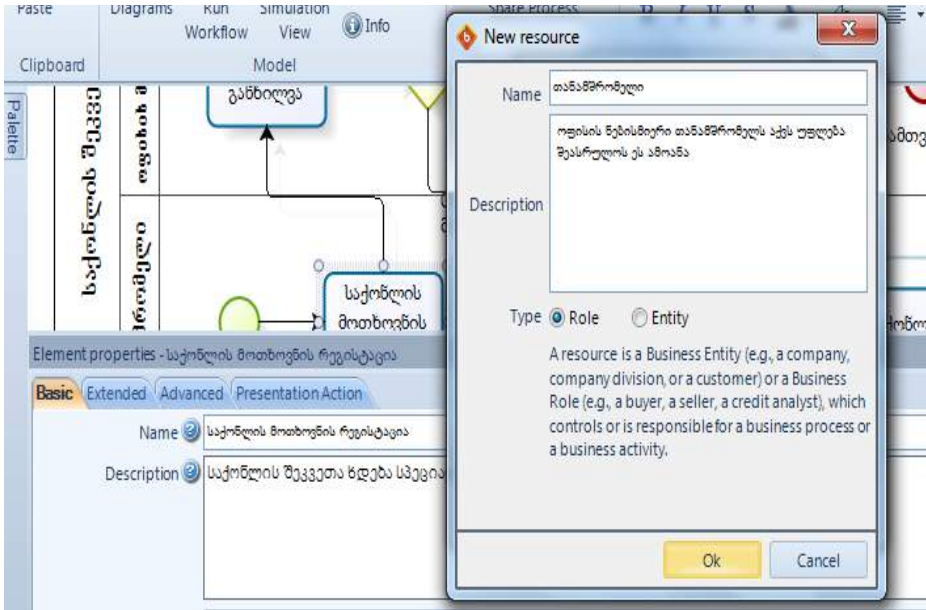 Paste
Diagrams
Run
Workflow
Simulation
View
Info
Share Process
Clipboard
Model
Palette
საქონლის შეკვე
ოფისის მ
მრომელი
განხილვა
საქონლის
მოთხოვნის
New resource
Name თანამშრომელი
Description
ოფისის ნებისმიერი თანამშრომელს აქვს უფლება
შეასრულოს ეს ამოანა
Type Role Entity
A resource is a Business Entity (e.g., a company,
company division, or a customer) or a Business
Role (e.g., a buyer, a seller, a credit analyst), which
controls or is responsible for a business process or
a business activity.
Ok Cancel
Element properties - საქონლის მოთხოვნის რეგისტაცია
Basic Extended Advanced Presentation Action
Name საქონლის მოთხოვნის რეგისტაცია
Description საქონლის შეკვეთა ხდება სპეცია